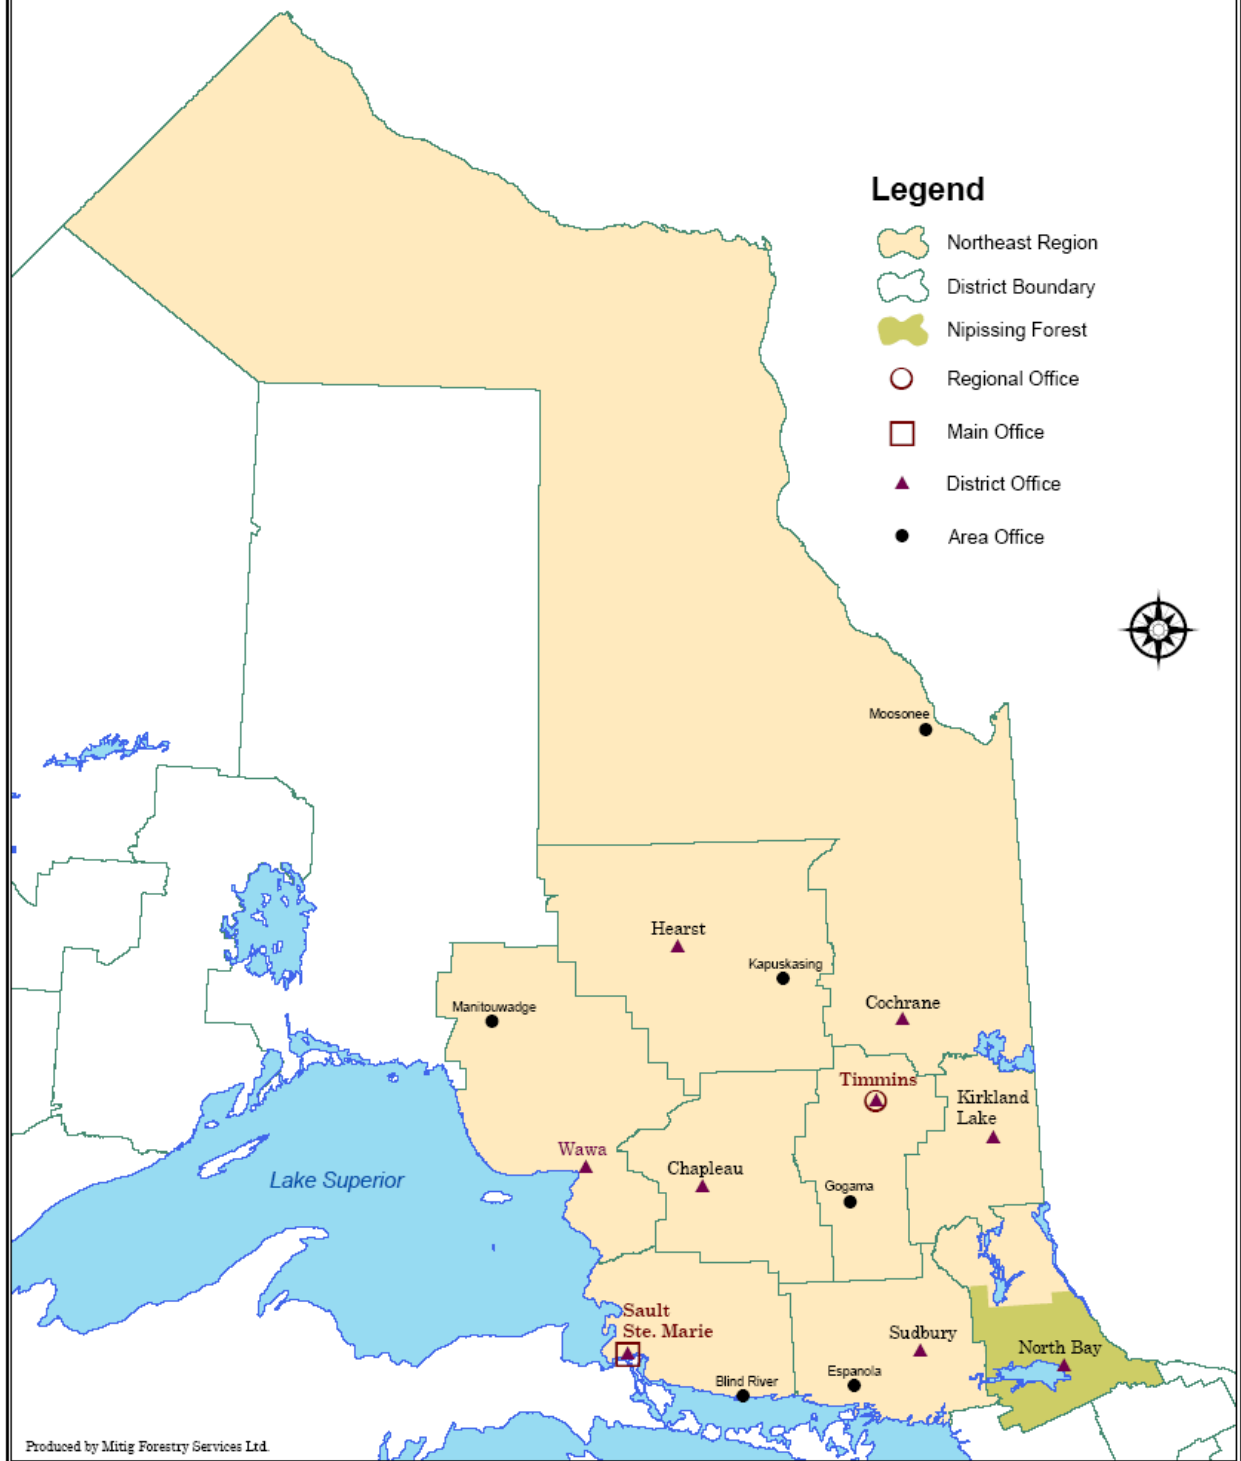 Legend
Northeast Region
District Boundary
Nipissing Forest
Regional Office
Main Office
District Office
Area Office
Moosonee
Hearst
Kapuskasing
Cochrane
Manitouwadge
Timmins
Kirkland
Lake
Wawa
Chapleau
Lake Superior
Gogama
Sault
Ste. Marie
Sudbury
North Bay
Espanola
Blind River
Produced by Mitig Forestry Services Ltd.